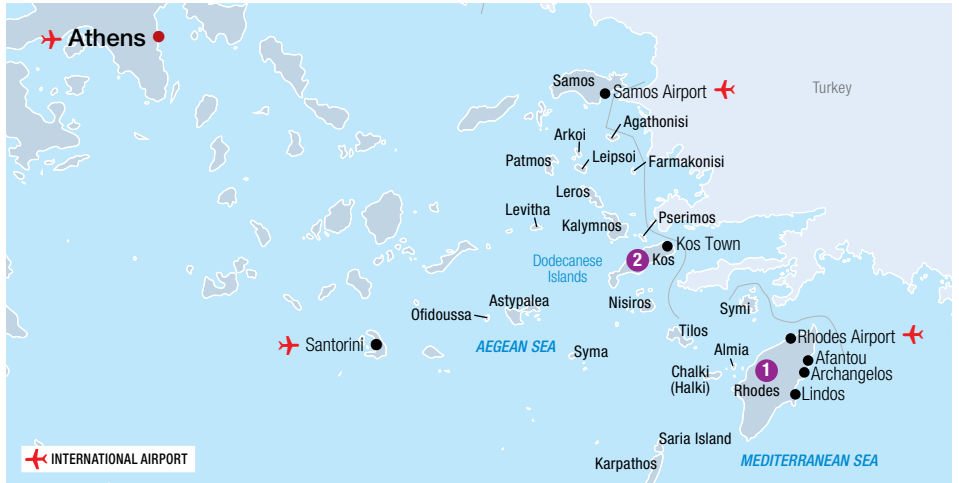 Athens
Samos
Samos Airport
Turkey
Agathonisi
Arkoi
Leipsoi
Patmos
Farmakonisi
Leros
Levitha
Pserimos
Kalymnos
Kos Town
2
Kos
Dodecanese
Islands
Nisiros
Astypalea
Symi
Ofidoussa
Tilos
Rhodes Airport
Santorini
AEGEAN SEA
Syma
Almia
Afantou
1
Archangelos
Chalki
(Halki)
Rhodes
Lindos
Saria Island
Karpathos
MEDITERRANEAN SEA
INTERNATIONAL AIRPORT